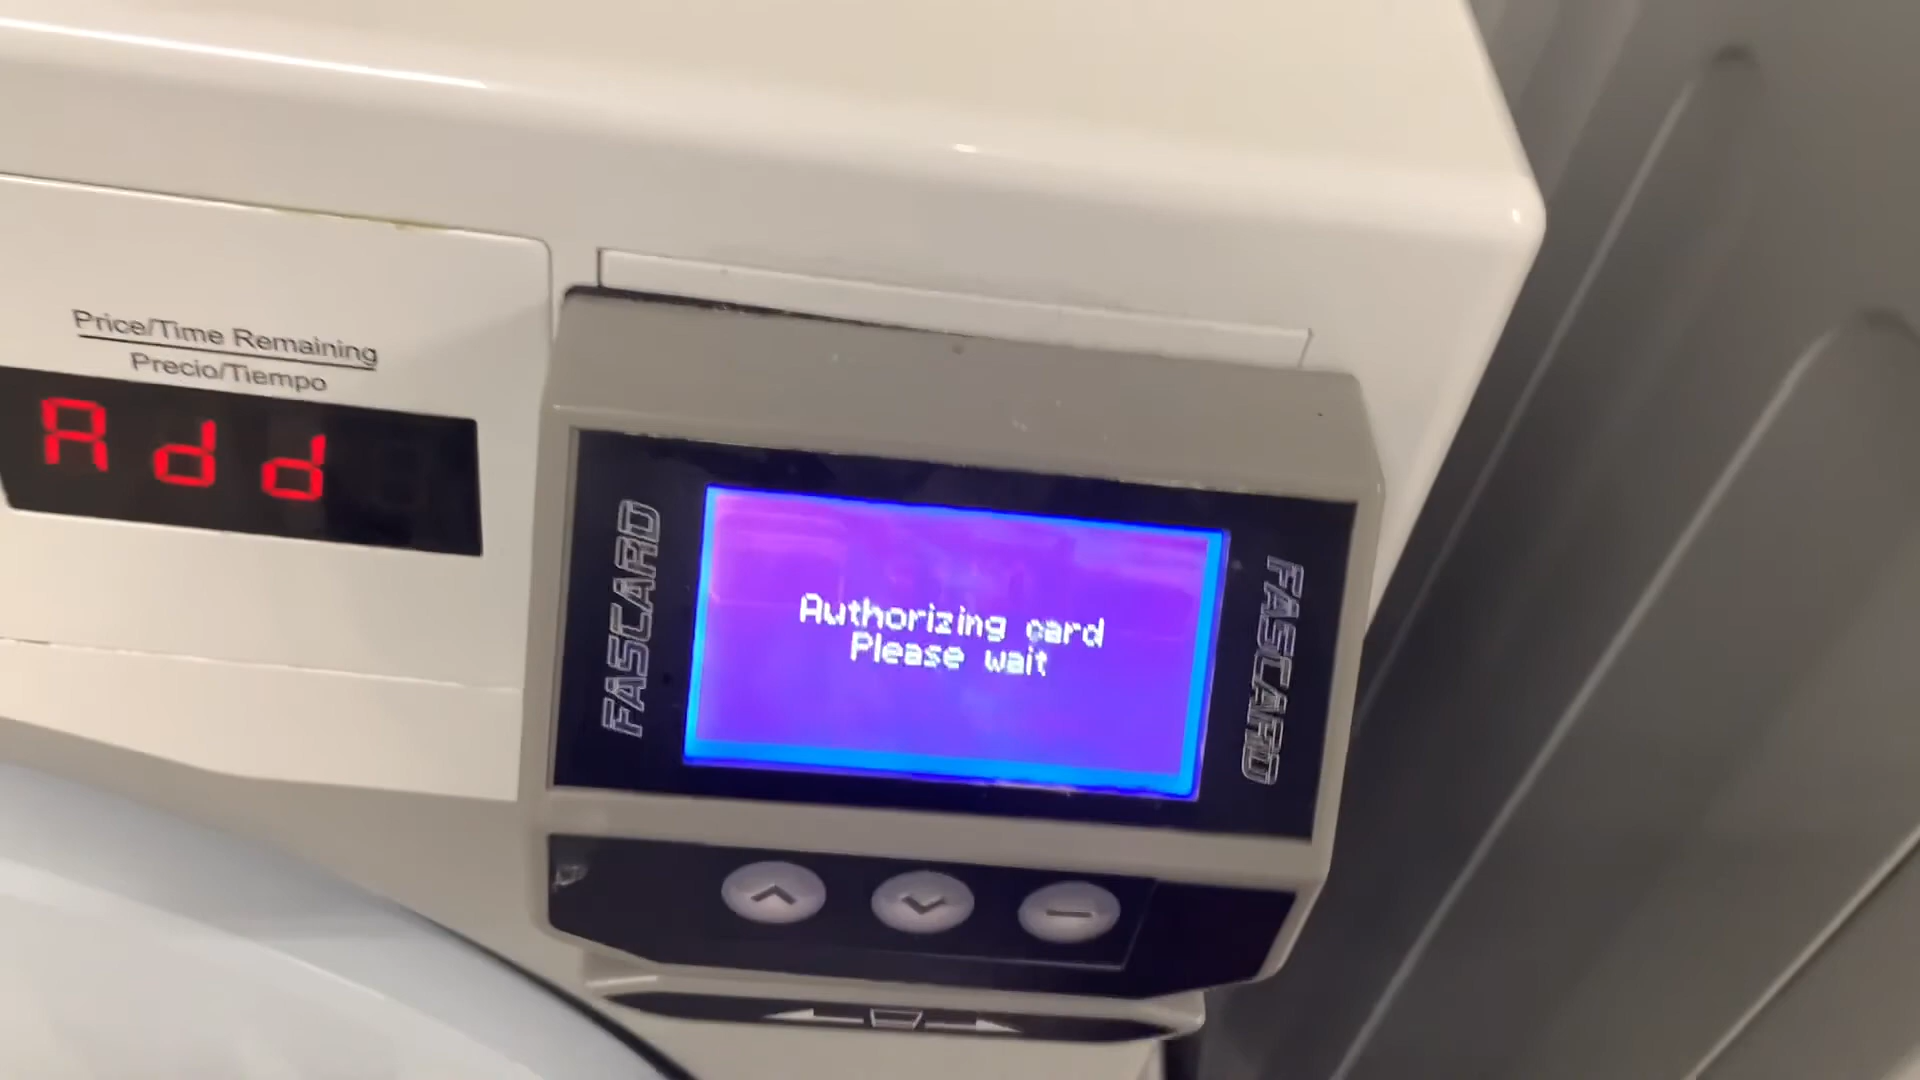 Price/Time Remaining
Precio/Tiempo
Add
FASCARD
Authorizing card
Please wait
FASCARD